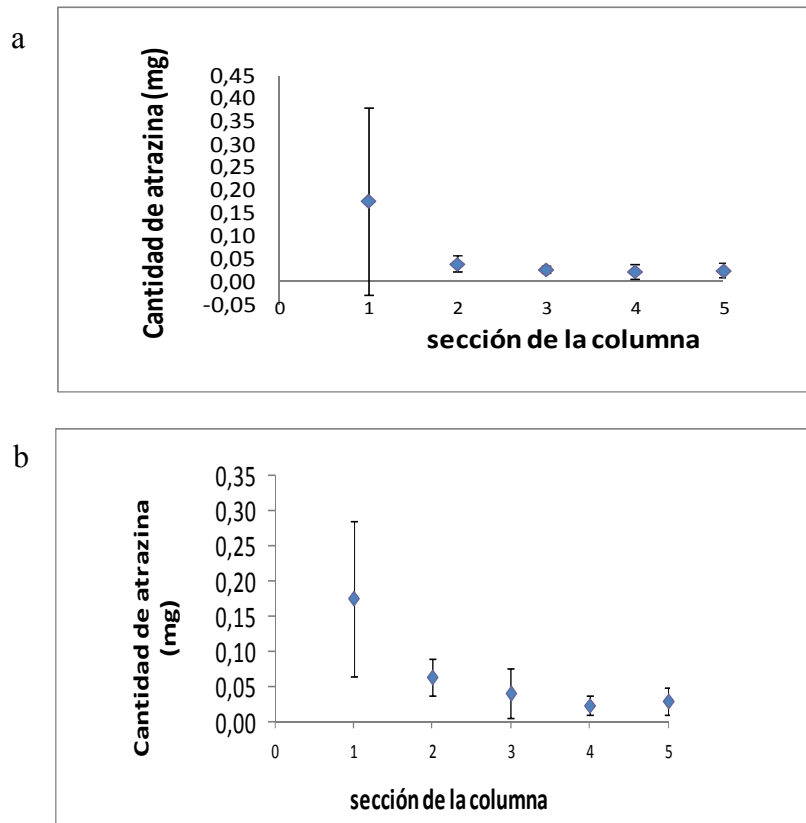 a
Cantidad de atrazina (mg)
0,45
0,40
0,35
0,30
0,25
0,20
0,15
0,10
0,05
0,00
-0,05
0 1 2 3 4 5
sección de la columna
b
Cantidad de atrazina
(mg)
0,35
0,30
0,25
0,20
0,15
0,10
0,05
0,00
0 1 2 3 4 5
sección de la columna